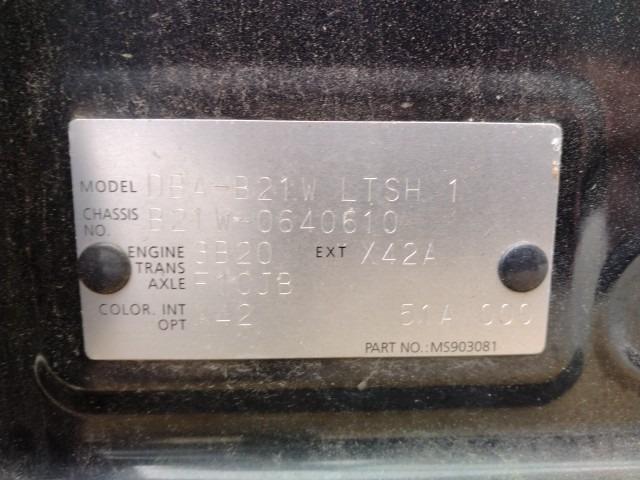 MODEL DBA-B21W LTSH 1
CHASSIS NO. B21W-0640610
ENGINE 3B20 EXT X42A
TRANS AXLE F1CJB
COLOR. INT OPT 51A 000
PART NO.: MS903081